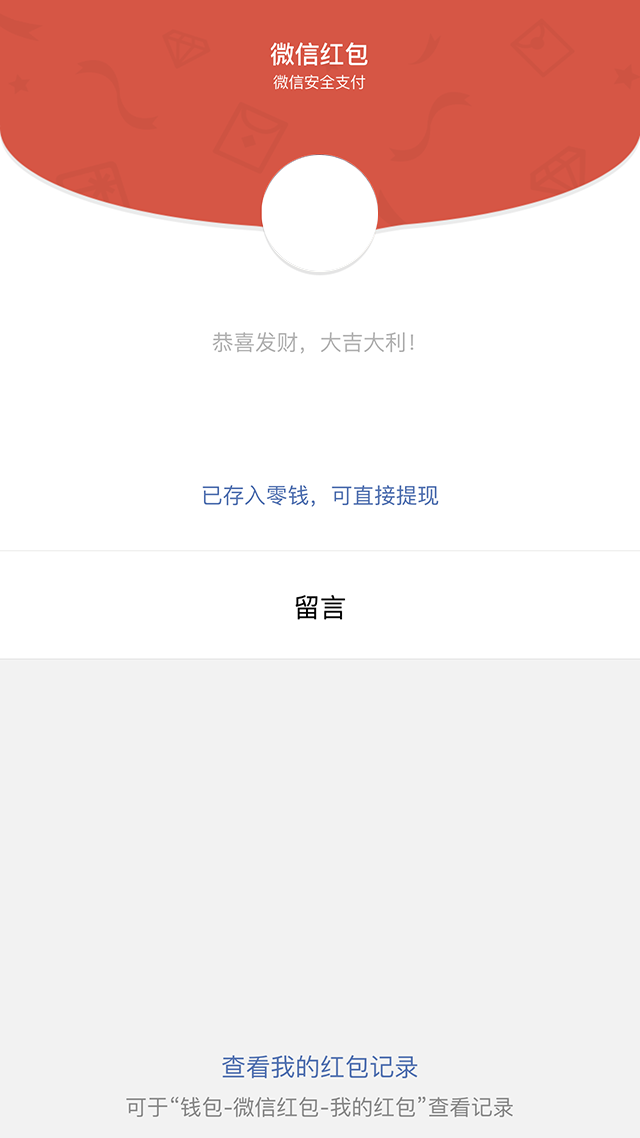 微信红包
微信安全支付
恭喜发财，大吉大利！
已存入零钱，可直接提现
留言
查看我的红包记录
可于“钱包-微信红包-我的红包”查看记录